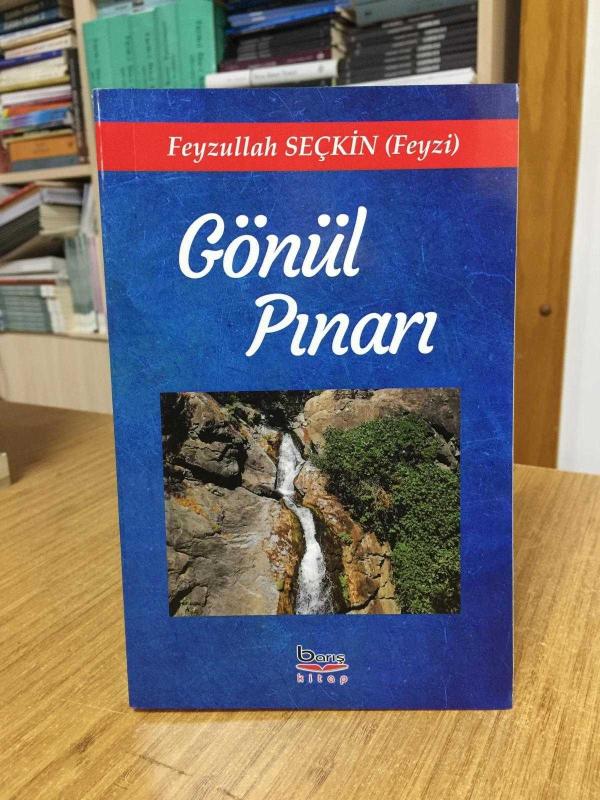 Feyzullah SEÇKİN (Feyzi)
Gönül
Pınarı
barış
kitap